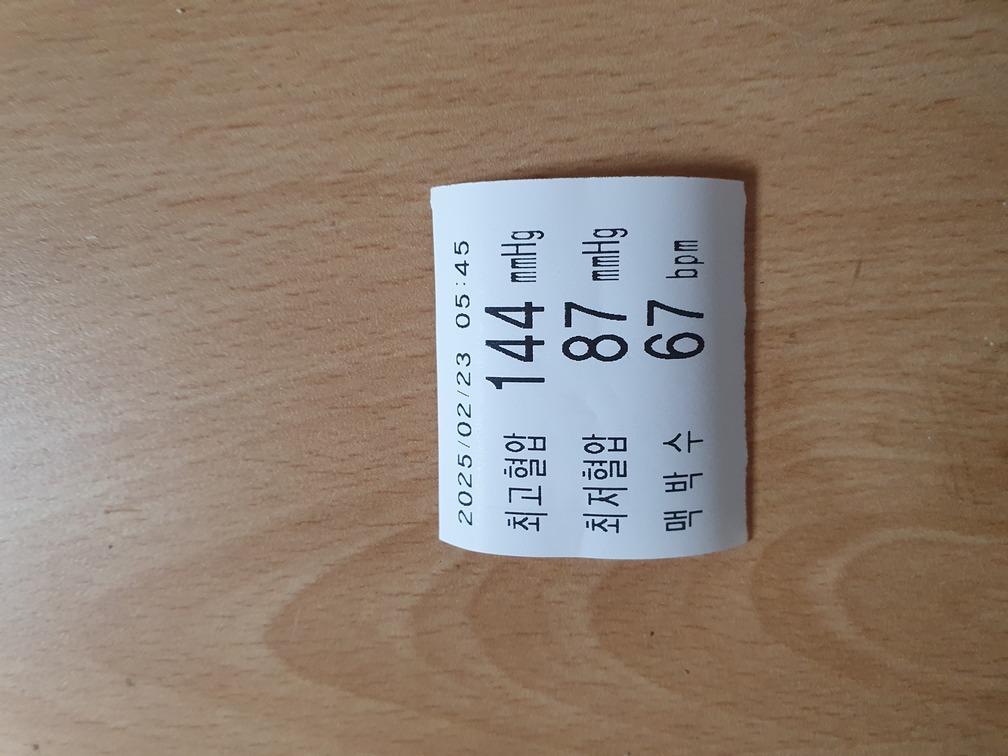 2025/02/23 05:45
최고혈압 144 mmHg
최저혈압 87 mmHg
맥 박 수 67 bpm